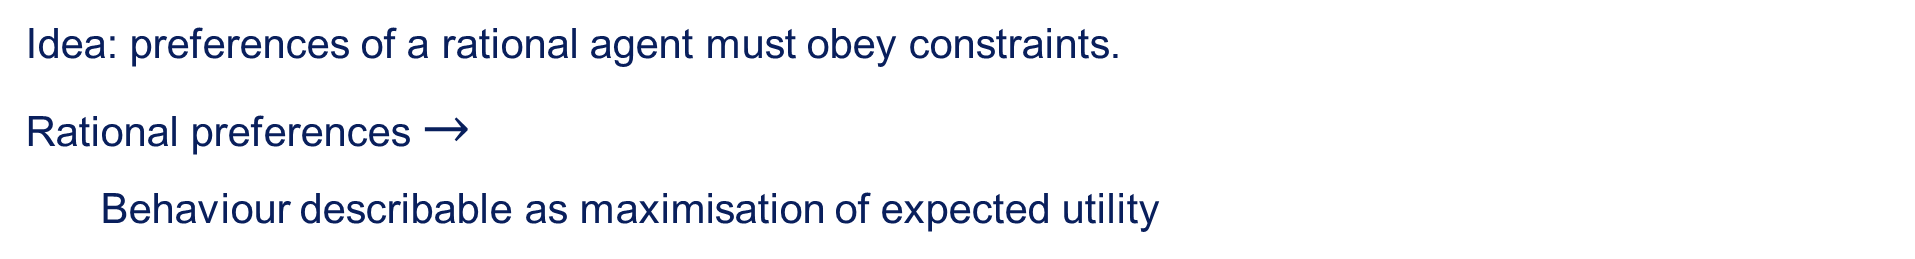 Idea: preferences of a rational agent must obey constraints.
Rational preferences →
Behaviour describable as maximisation of expected utility